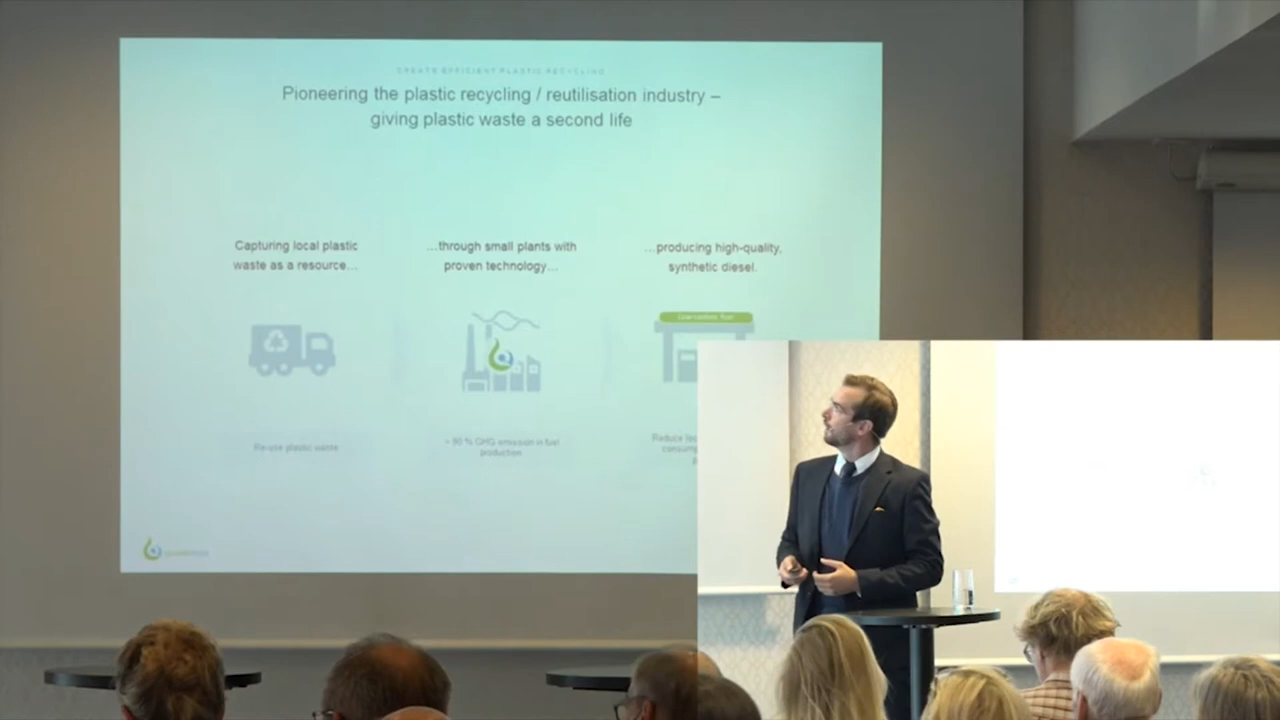 CREATE EFFICIENT PLASTIC RECYCLING
Pioneering the plastic recycling / reutilisation industry –
giving plastic waste a second life
Capturing local plastic
waste as a resource…
…through small plants with
proven technology…
…producing high-quality,
synthetic diesel.
Re-use plastic waste
90 % GHG emission in fuel
production
Reduce